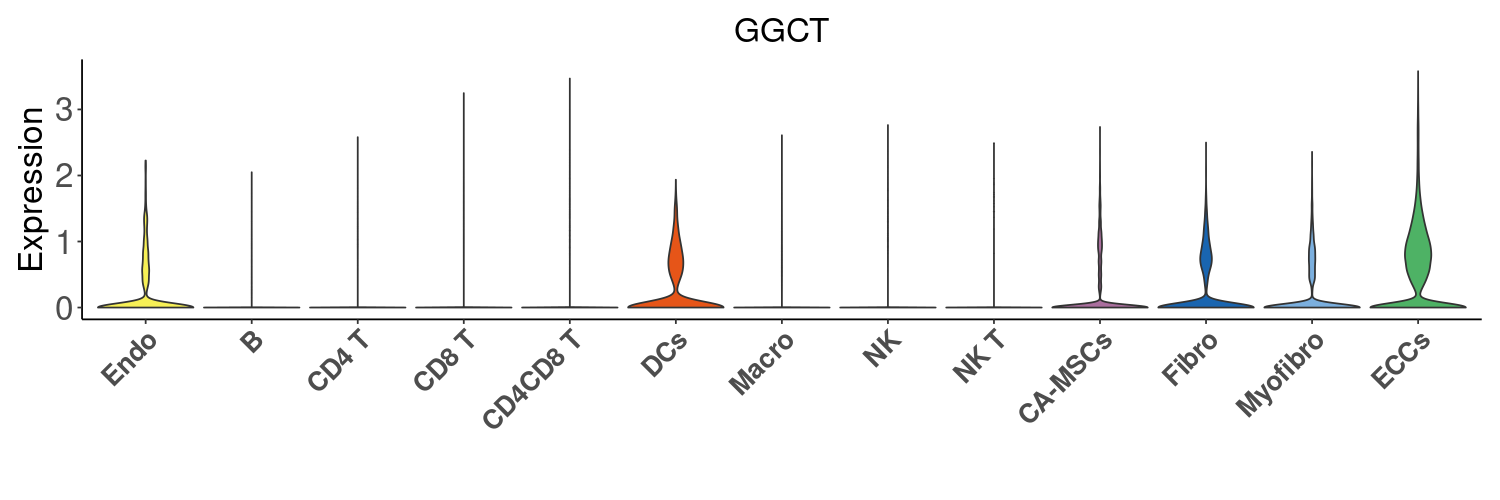 GGCT
Expression
3
2
1
0
Endo
B
CD4 T
CD8 T
CD4CD8 T
DCs
Macro
NK
NK T
CA-MSCs
Fibro
Myofibro
ECCs